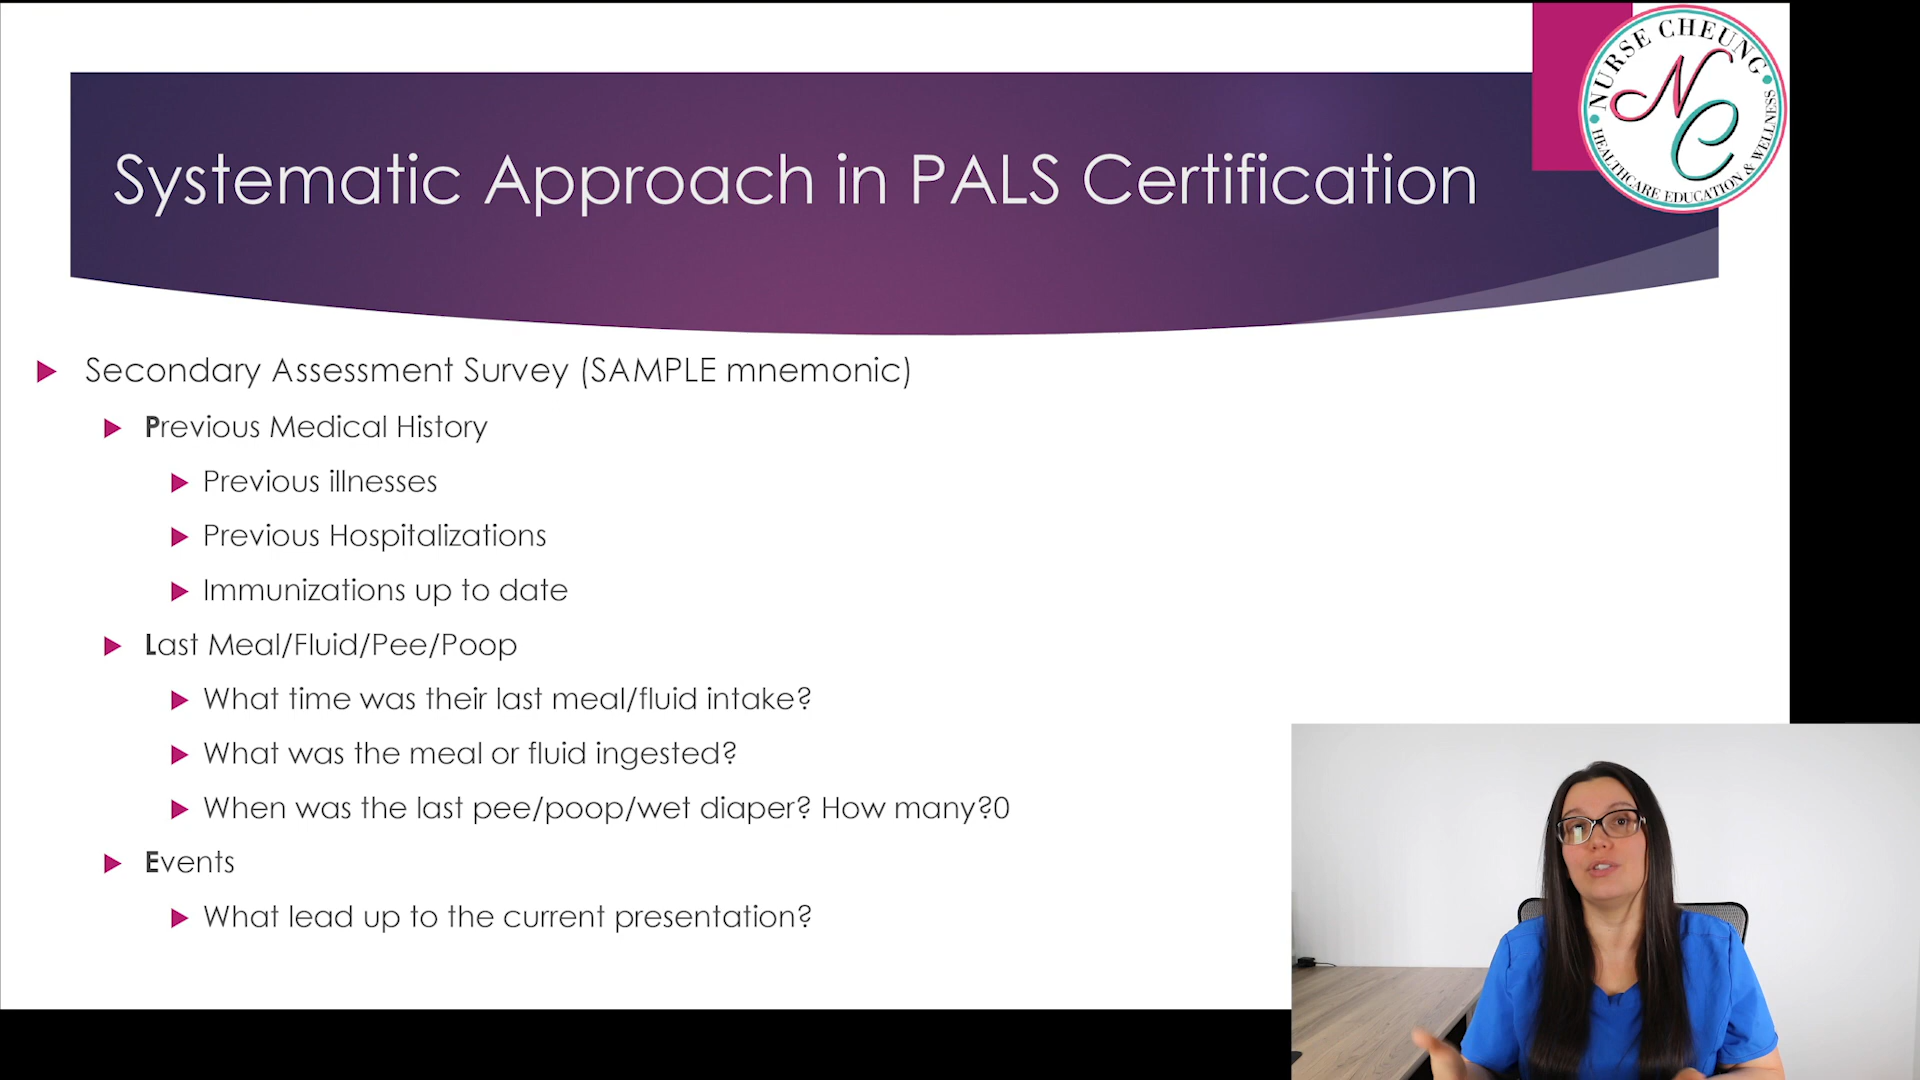 NURSE CHEUNG
NC
HEALTHCARE EDUCATION & WELLNESS
Systematic Approach in PALS Certification
Secondary Assessment Survey (SAMPLE mnemonic)
Previous Medical History
Previous illnesses
Previous Hospitalizations
Immunizations up to date
Last Meal/Fluid/Pee/Poop
What time was their last meal/fluid intake?
What was the meal or fluid ingested?
When was the last pee/poop/wet diaper? How many?0
Events
What lead up to the current presentation?